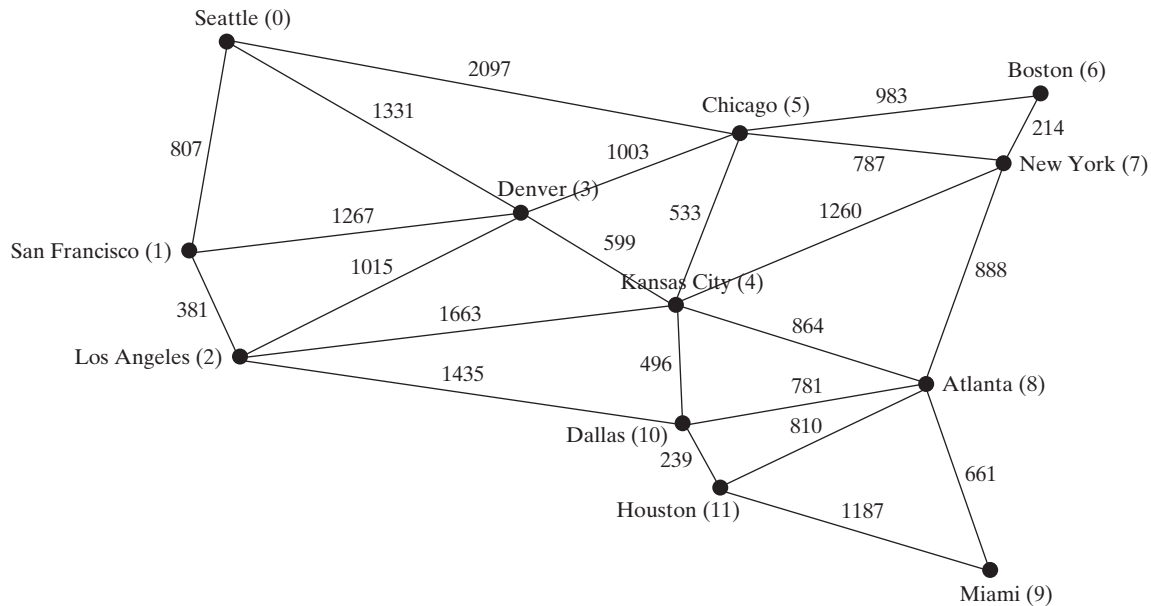 Seattle (0)
2097
Boston (6)
983
Chicago (5)
1331
214
807
1003
787
New York (7)
Denver (3)
1267
533
1260
599
San Francisco (1)
1015
888
Kansas City (4)
381
1663
864
Los Angeles (2)
496
1435
781
Atlanta (8)
810
Dallas (10)
239
661
Houston (11)
1187
Miami (9)